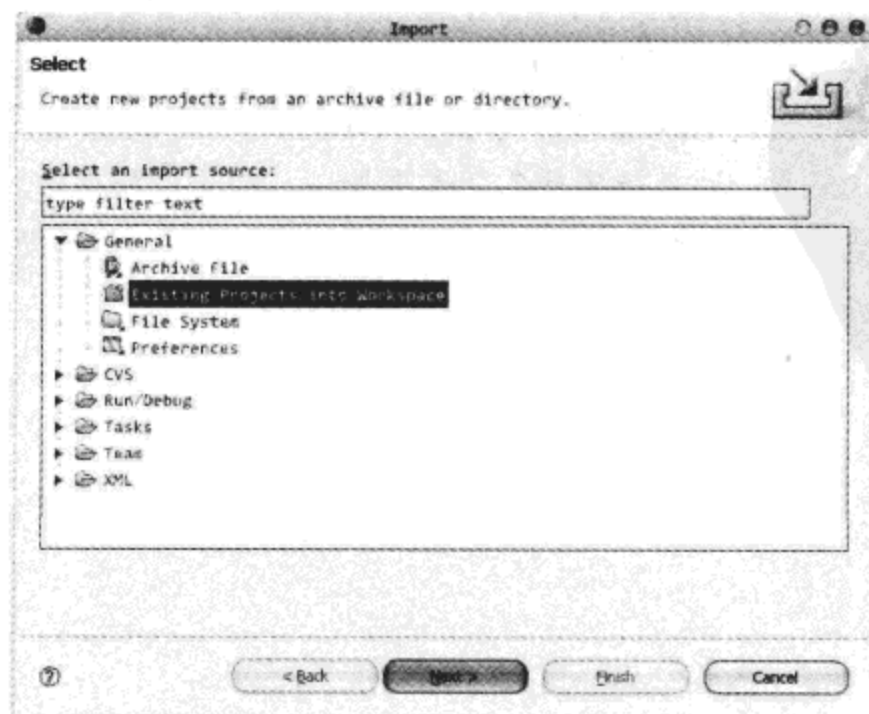 Import
Select
Create new projects from an archive file or directory.
Select an import source:
type filter text
General
Archive File
Existing Projects into Workspace
File System
Preferences
CVS
Run/Debug
Tasks
Team
XML
< Back
Next >
Finish
Cancel